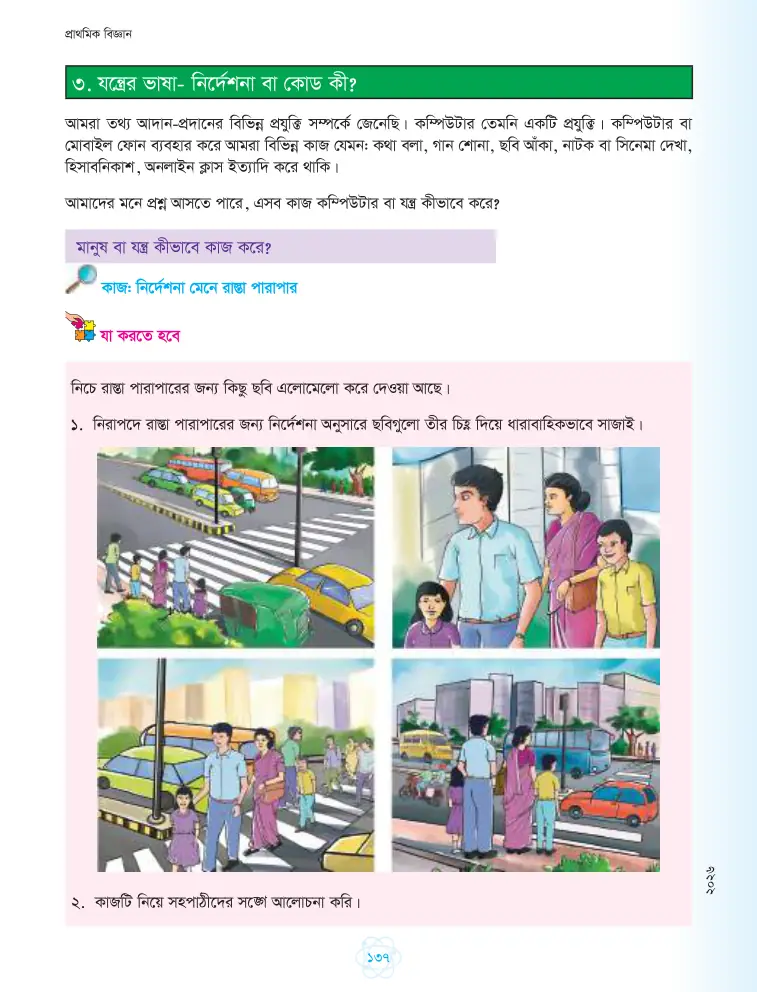 প্রাথমিক বিজ্ঞান
৩. যন্ত্রের ভাষা- নির্দেশনা বা কোড কী?
আমরা তথ্য আদান-প্রদানের বিভিন্ন প্রযুক্তি সম্পর্কে জেনেছি। কম্পিউটার তেমনি একটি প্রযুক্তি। কম্পিউটার বা
মোবাইল ফোন ব্যবহার করে আমরা বিভিন্ন কাজ যেমন: কথা বলা, গান শোনা, ছবি আঁকা, নাটক বা সিনেমা দেখা,
হিসাবনিকাশ, অনলাইন ক্লাস ইত্যাদি করে থাকি।
আমাদের মনে প্রশ্ন আসতে পারে, এসব কাজ কম্পিউটার বা যন্ত্র কীভাবে করে?
মানুষ বা যন্ত্র কীভাবে কাজ করে?
কাজ: নির্দেশনা মেনে রাস্তা পারাপার
যা করতে হবে
নিচে রাস্তা পারাপারের জন্য কিছু ছবি এলোমেলো করে দেওয়া আছে।
১. নিরাপদে রাস্তা পারাপারের জন্য নির্দেশনা অনুসারে ছবিগুলো তীর চিহ্ন দিয়ে ধারাবাহিকভাবে সাজাই।
২. কাজটি নিয়ে সহপাঠীদের সঙ্গে আলোচনা করি।
২০২৬
১৩৭